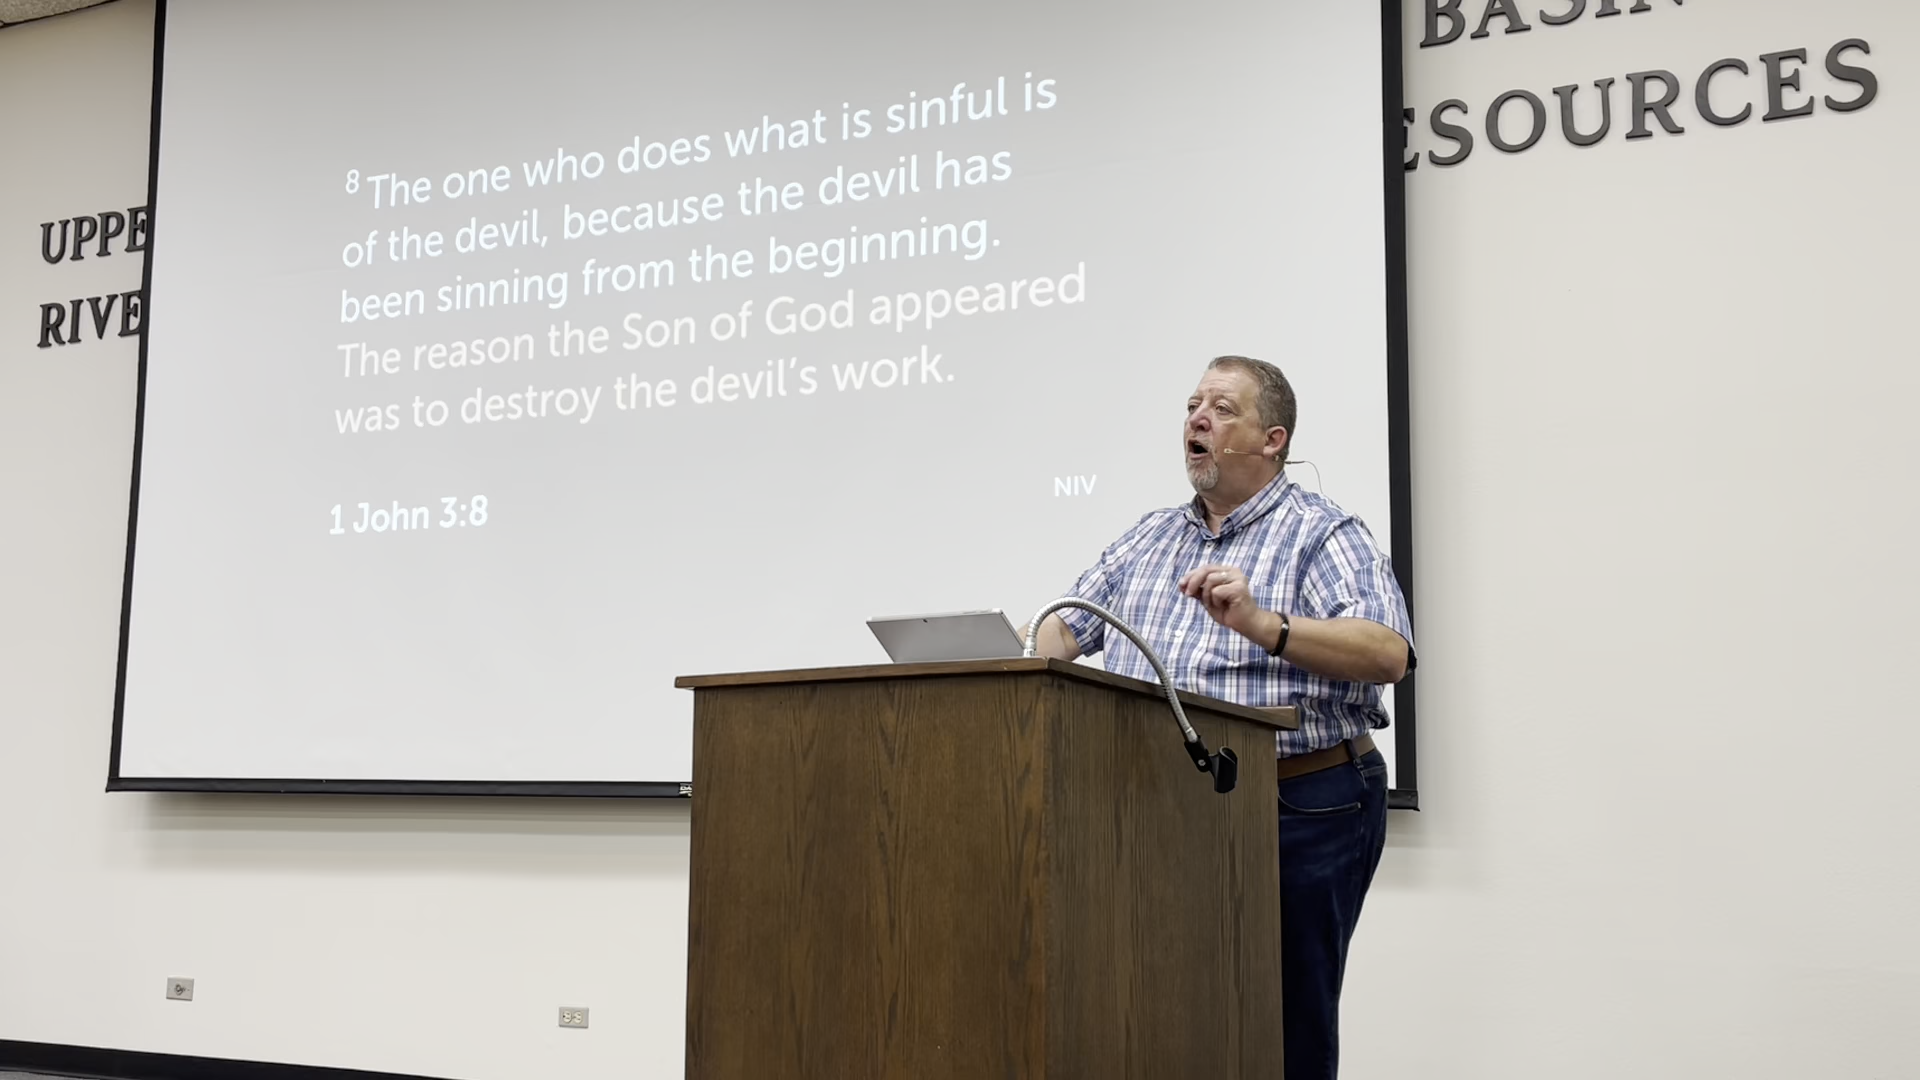 BASIN
ESOURCES
UPPE
RIVE
8 The one who does what is sinful is
of the devil, because the devil has
been sinning from the beginning.
The reason the Son of God appeared
was to destroy the devil's work.
NIV
1 John 3:8